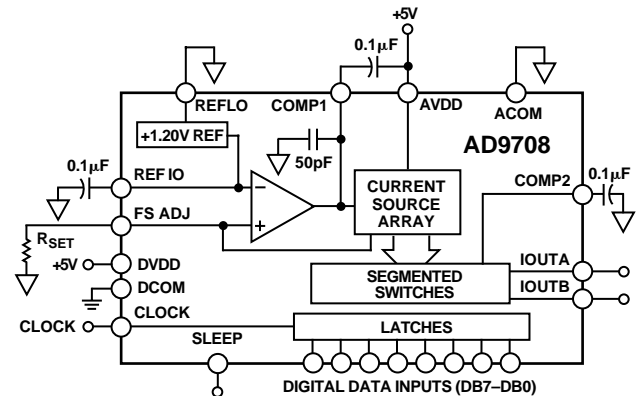 +5V
0.1µF
REFLO
COMP1
AVDD
ACOM
+1.20V REF
50pF
AD9708
0.1µF
REF IO
CURRENT
SOURCE
ARRAY
COMP2
0.1µF
FS ADJ
RSET
+5V
DVDD
DCOM
SEGMENTED
SWITCHES
IOUTA
IOUTB
CLOCK
CLOCK
SLEEP
LATCHES
DIGITAL DATA INPUTS (DB7–DB0)
−
+